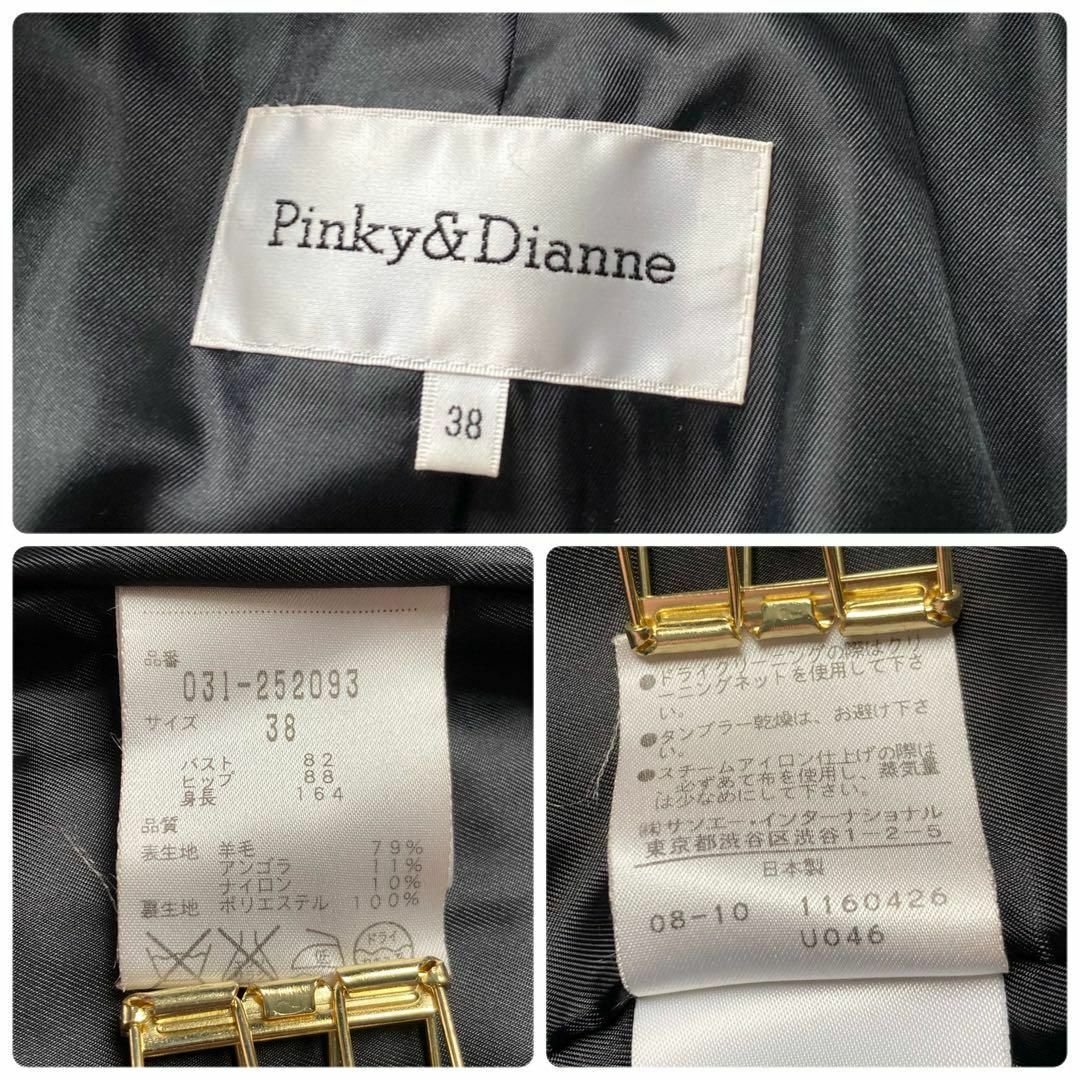 Pinky&Dianne
38
品番
031-252093
サイズ
38
バスト 82
ヒップ 88
身長 164
品質
表生地 羊毛 79%
アンゴラ 11%
ナイロン 10%
裏生地 ポリエステル 100%
低
ドライ
●ドライクリーニングの際はクリ
ーニングネットを使用して下さ
い。
●タンブラー乾燥は、お避け下さ
い。
●スチームアイロン仕上げの際は
必ずあて布を使用し、蒸気量
は少なめにして下さい。
㈱サンエー・インターナショナル
東京都渋谷区渋谷1-2-5
日本製
08-10 1160426
U046